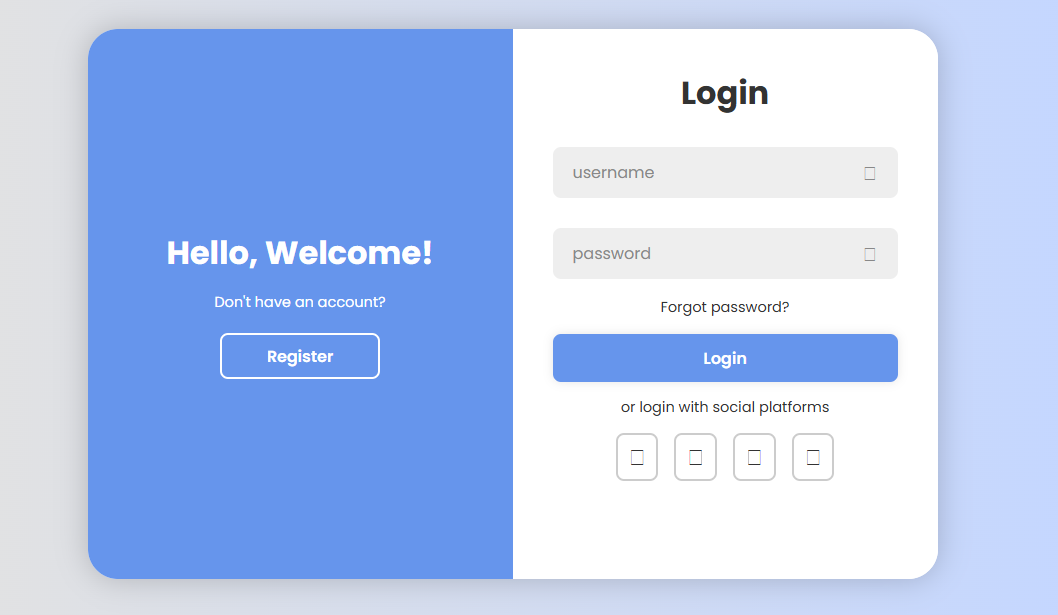 Hello, Welcome!
Don't have an account?
Register
Login
username
password
Forgot password?
Login
or login with social platforms